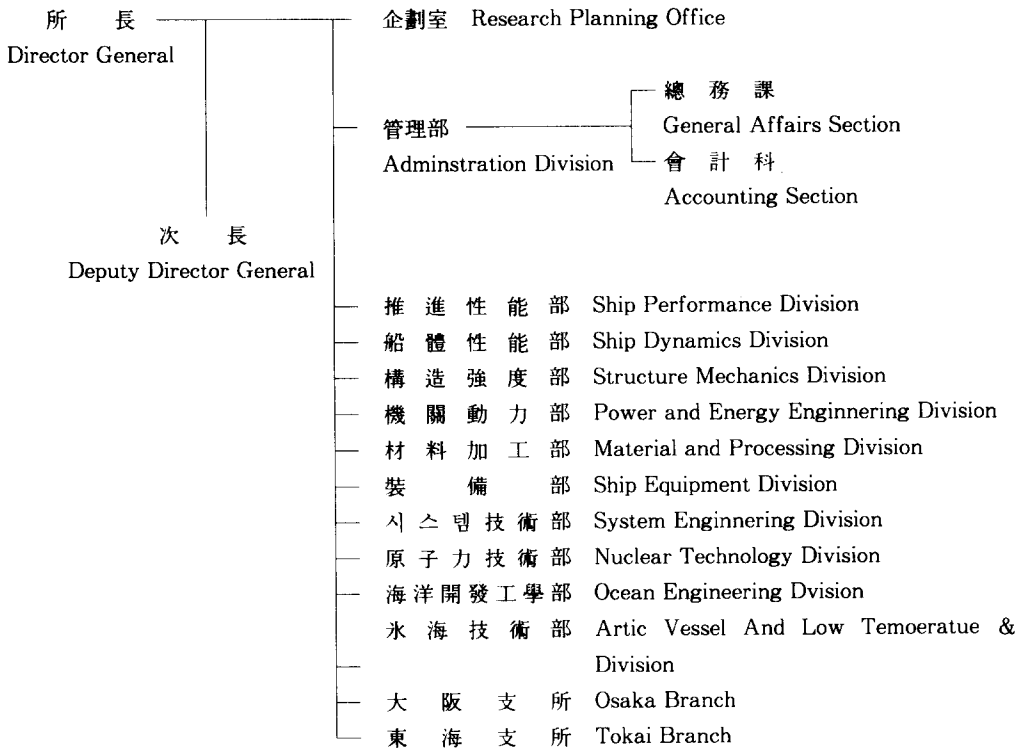 所 長
Director General
企劃室 Research Planning Office
管理部
Adminstration Division
總 務 課
General Affairs Section
會 計 科
Accounting Section
次 長
Deputy Director General
推 進 性 能 部 Ship Performance Division
船 體 性 能 部 Ship Dynamics Division
構 造 強 度 部 Structure Mechanics Division
機 關 動 力 部 Power and Energy Enginnering Division
材 料 加 工 部 Material and Processing Division
裝 備 部 Ship Equipment Division
시스템技術部 System Enginnering Division
原子力技術部 Nuclear Technology Division
海洋開發工學部 Ocean Engineering Dvision
氷 海 技 術 部 Artic Vessel And Low Temoeratue &
Division
大 阪 支 所 Osaka Branch
東 海 支 所 Tokai Branch